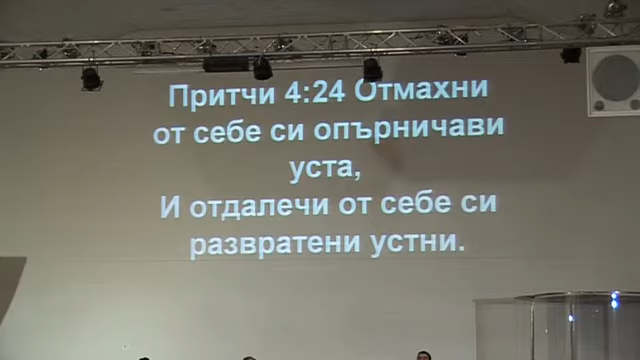 Притчи 4:24 Отмахни
от себе си опърничави
уста,
И отдалечи от себе си
развратени устни.